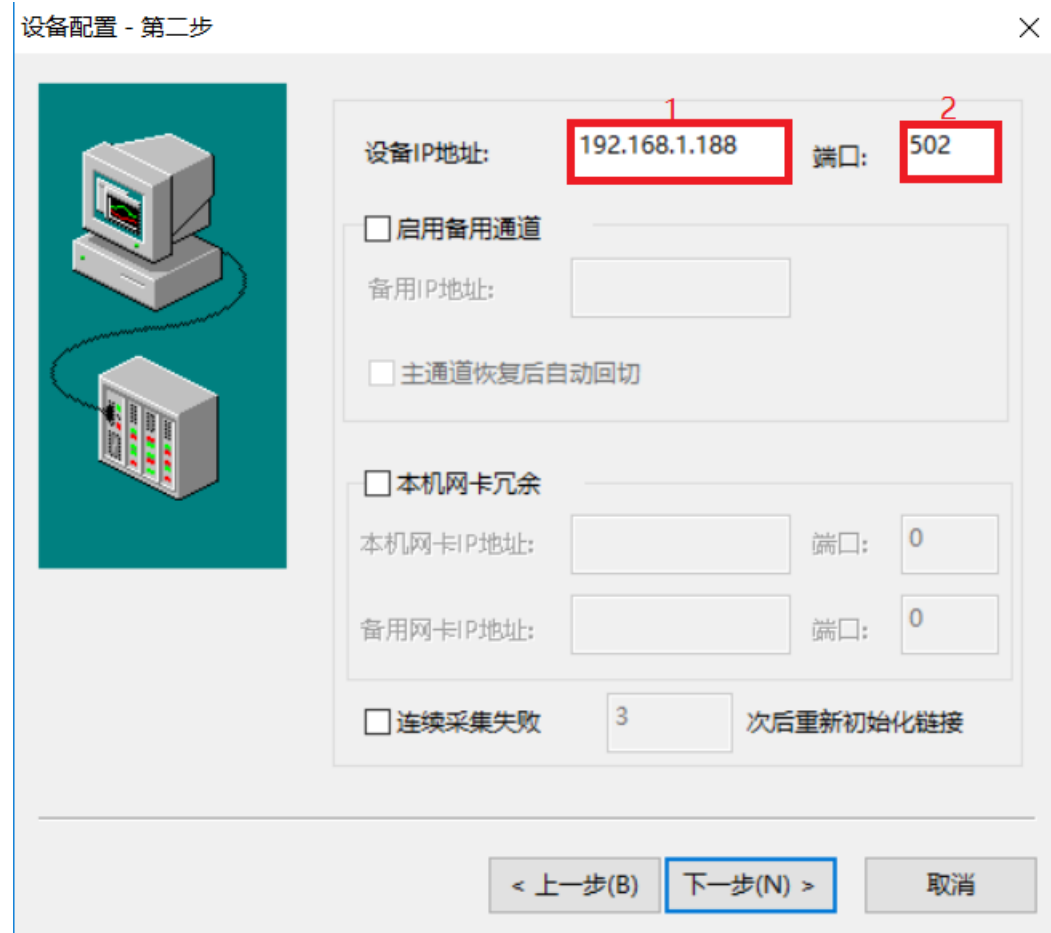 设备配置 - 第二步
1 2
设备IP地址: 192.168.1.188 端口: 502
启用备用通道
备用IP地址:
主通道恢复后自动回切
本机网卡冗余
本机网卡IP地址: 端口: 0
备用网卡IP地址: 端口: 0
连续采集失败 3 次后重新初始化链接
< 上一步(B) 下一步(N) > 取消